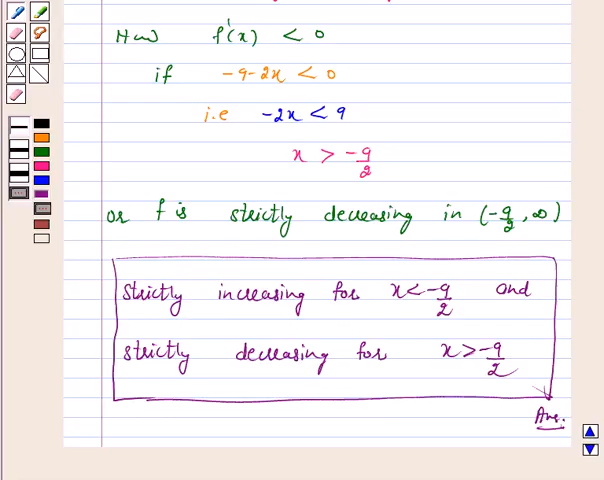 Now f'(x) < 0
if -9-2x < 0
i.e -2x < 9
x > -9/2
or f is strictly decreasing in (-9/2, ∞)
strictly increasing for x < -9/2 and
strictly decreasing for x > -9/2
Ans.